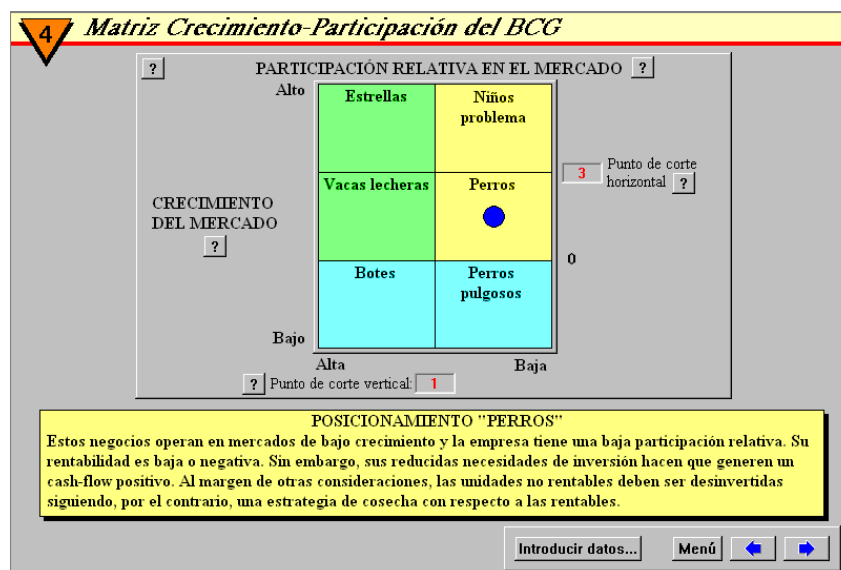 4 Matriz Crecimiento-Participación del BCG
? PARTICIPACIÓN RELATIVA EN EL MERCADO ?
Alto
Estrellas
Niños
problema
3 Punto de corte
horizontal ?
Vacas lecheras
Perros
CRECIMIENTO
DEL MERCADO
?
0
Botes
Perros
pulgosos
Bajo
Alta
Baja
? Punto de corte vertical: 1
POSICIONAMIENTO "PERROS"
Estos negocios operan en mercados de bajo crecimiento y la empresa tiene una baja participación relativa. Su
rentabilidad es baja o negativa. Sin embargo, sus reducidas necesidades de inversión hacen que generen un
cash-flow positivo. Al margen de otras consideraciones, las unidades no rentables deben ser desinvertidas
siguiendo, por el contrario, una estrategia de cosecha con respecto a las rentables.
Introducir datos... Menú